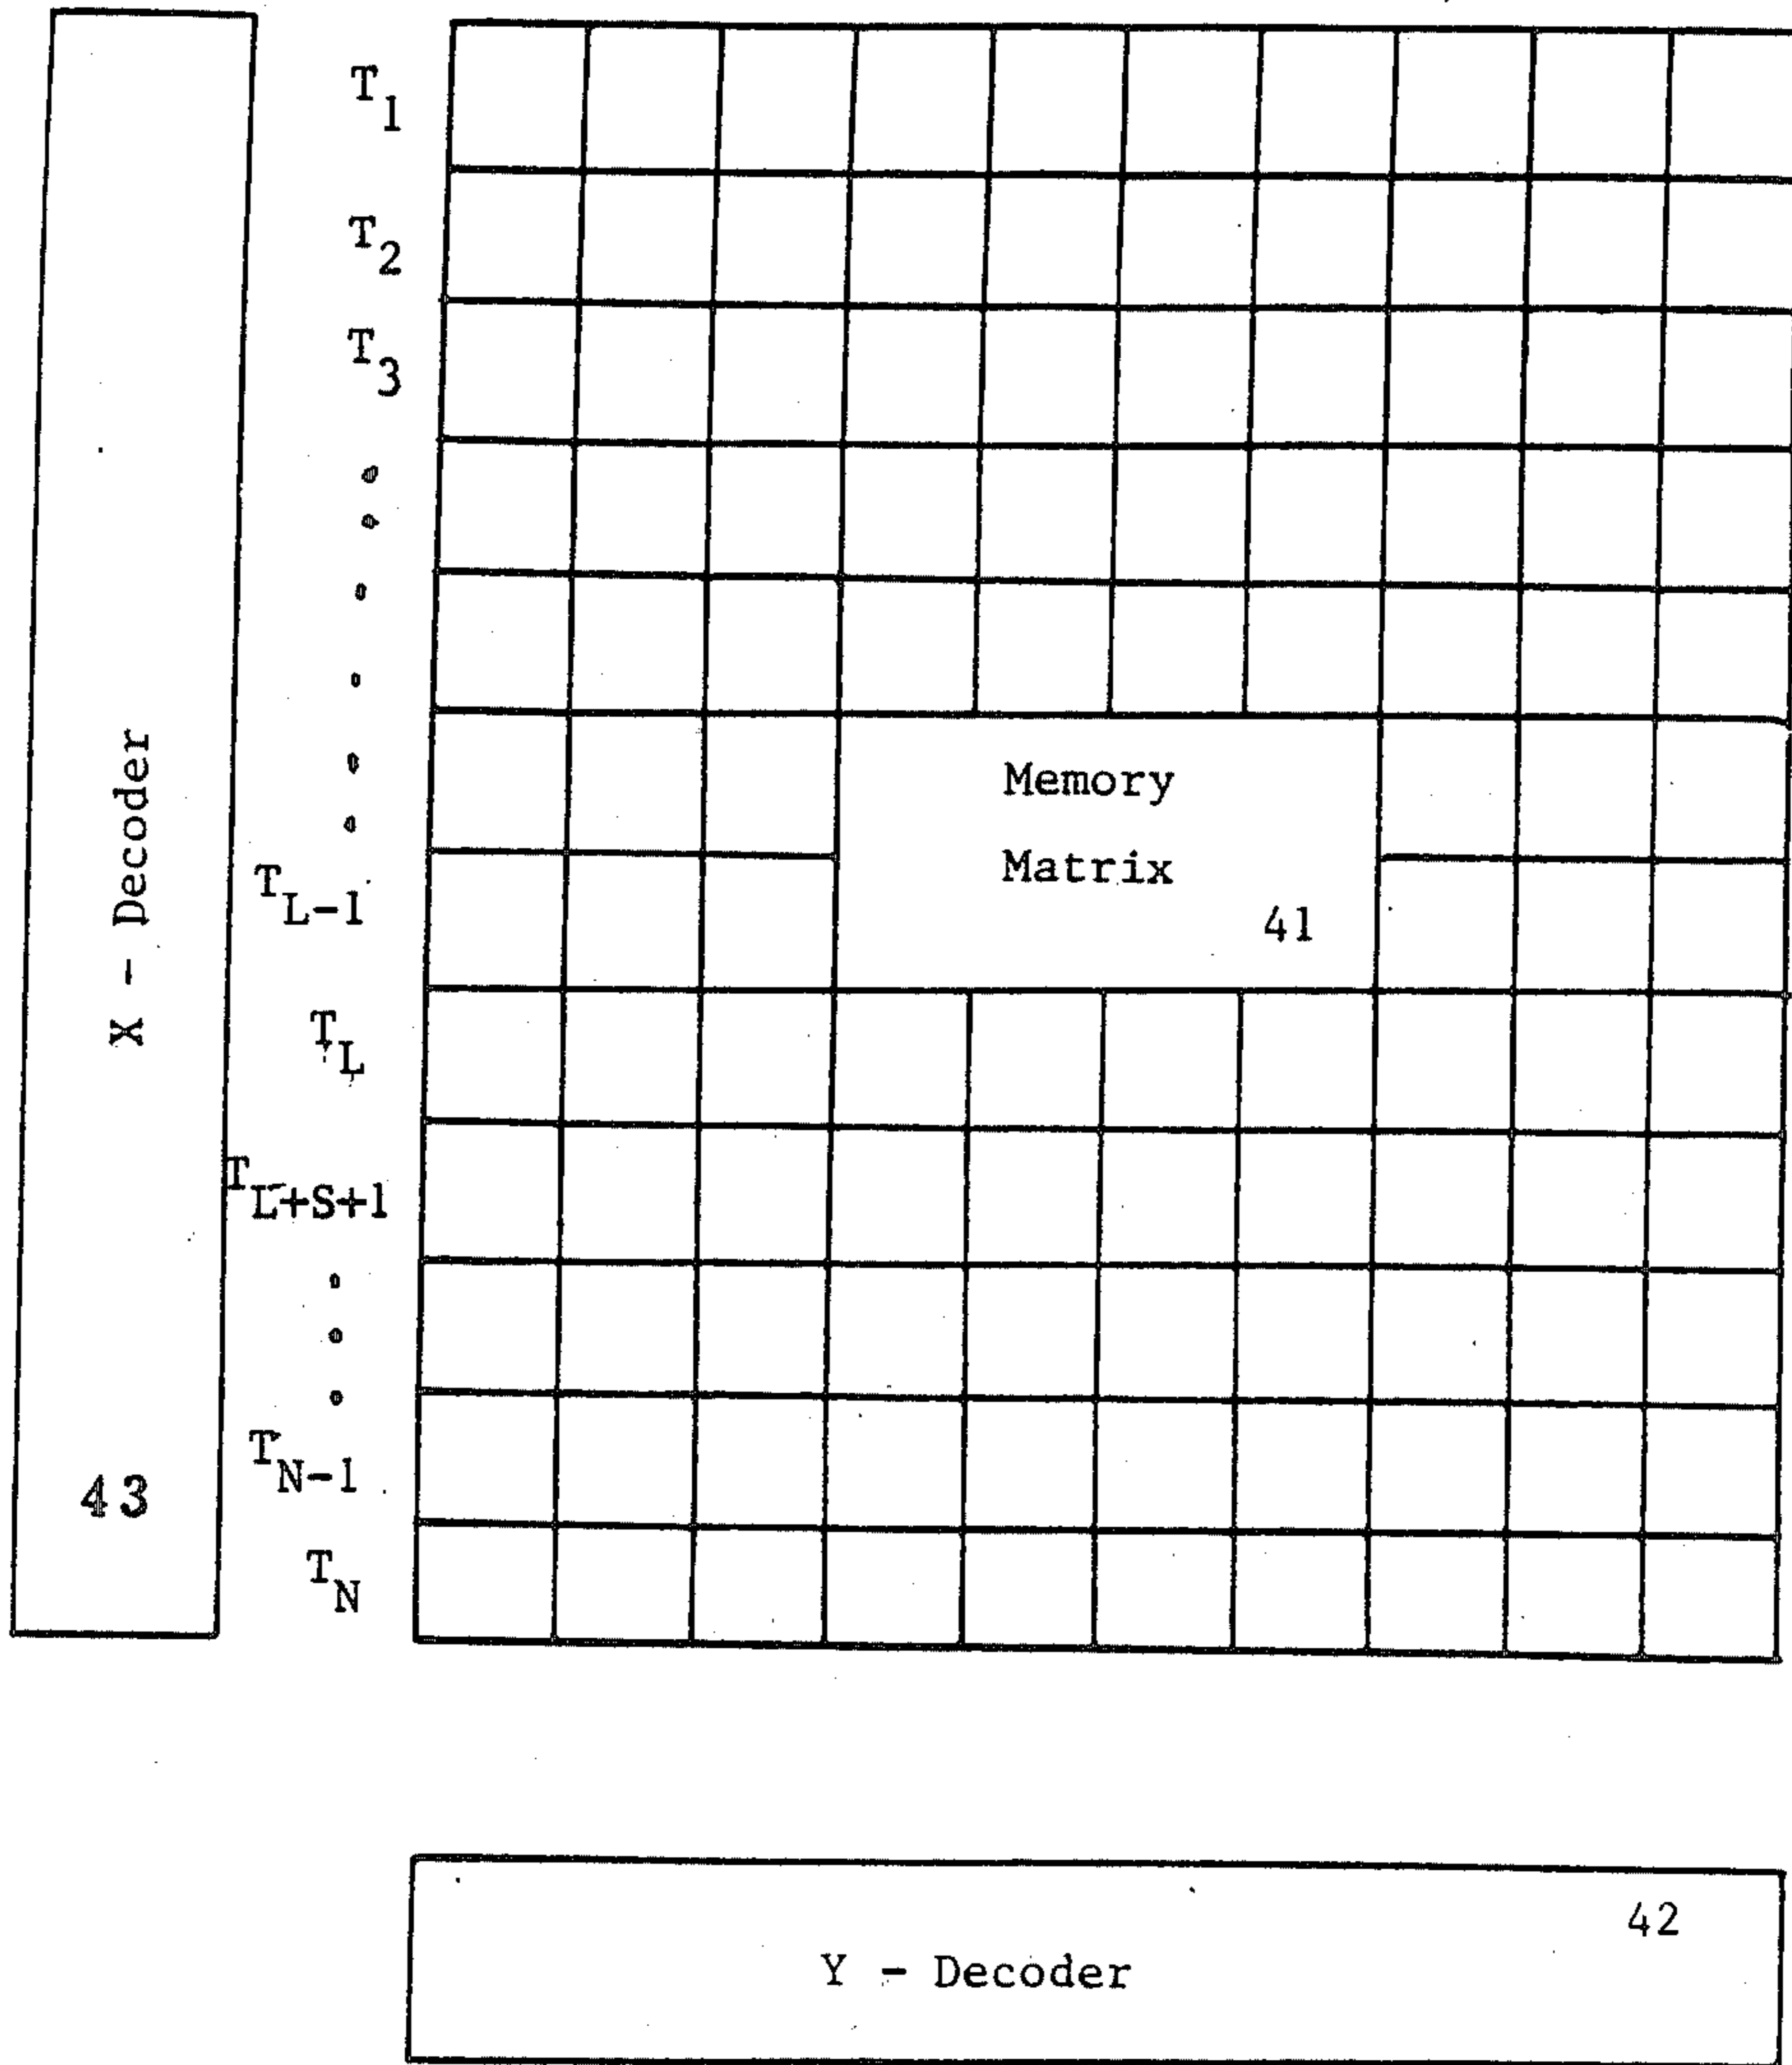 T1
T2
T3
X - Decoder
Memory
Matrix
41
TL-1
TL
TL+S+1
TN-1
43
TN
42
Y - Decoder